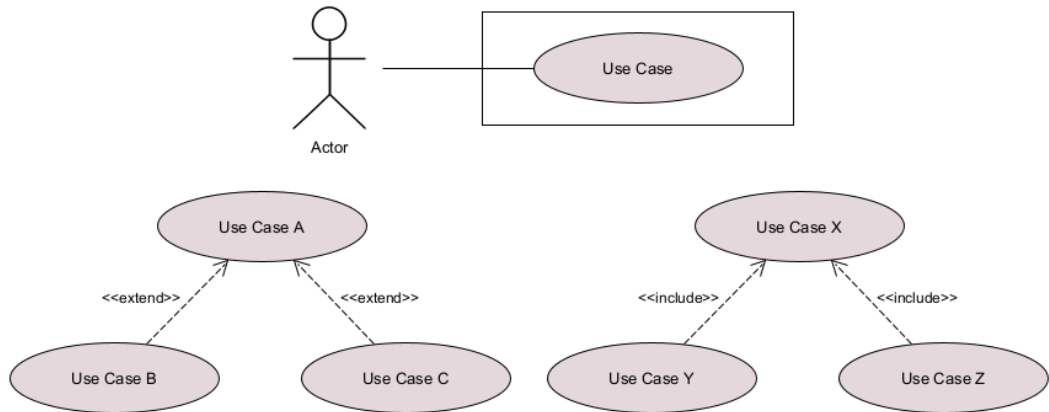 Use Case
Actor
Use Case A
Use Case X
<<extend>>
<<extend>>
<<include>>
<<include>>
Use Case B
Use Case C
Use Case Y
Use Case Z